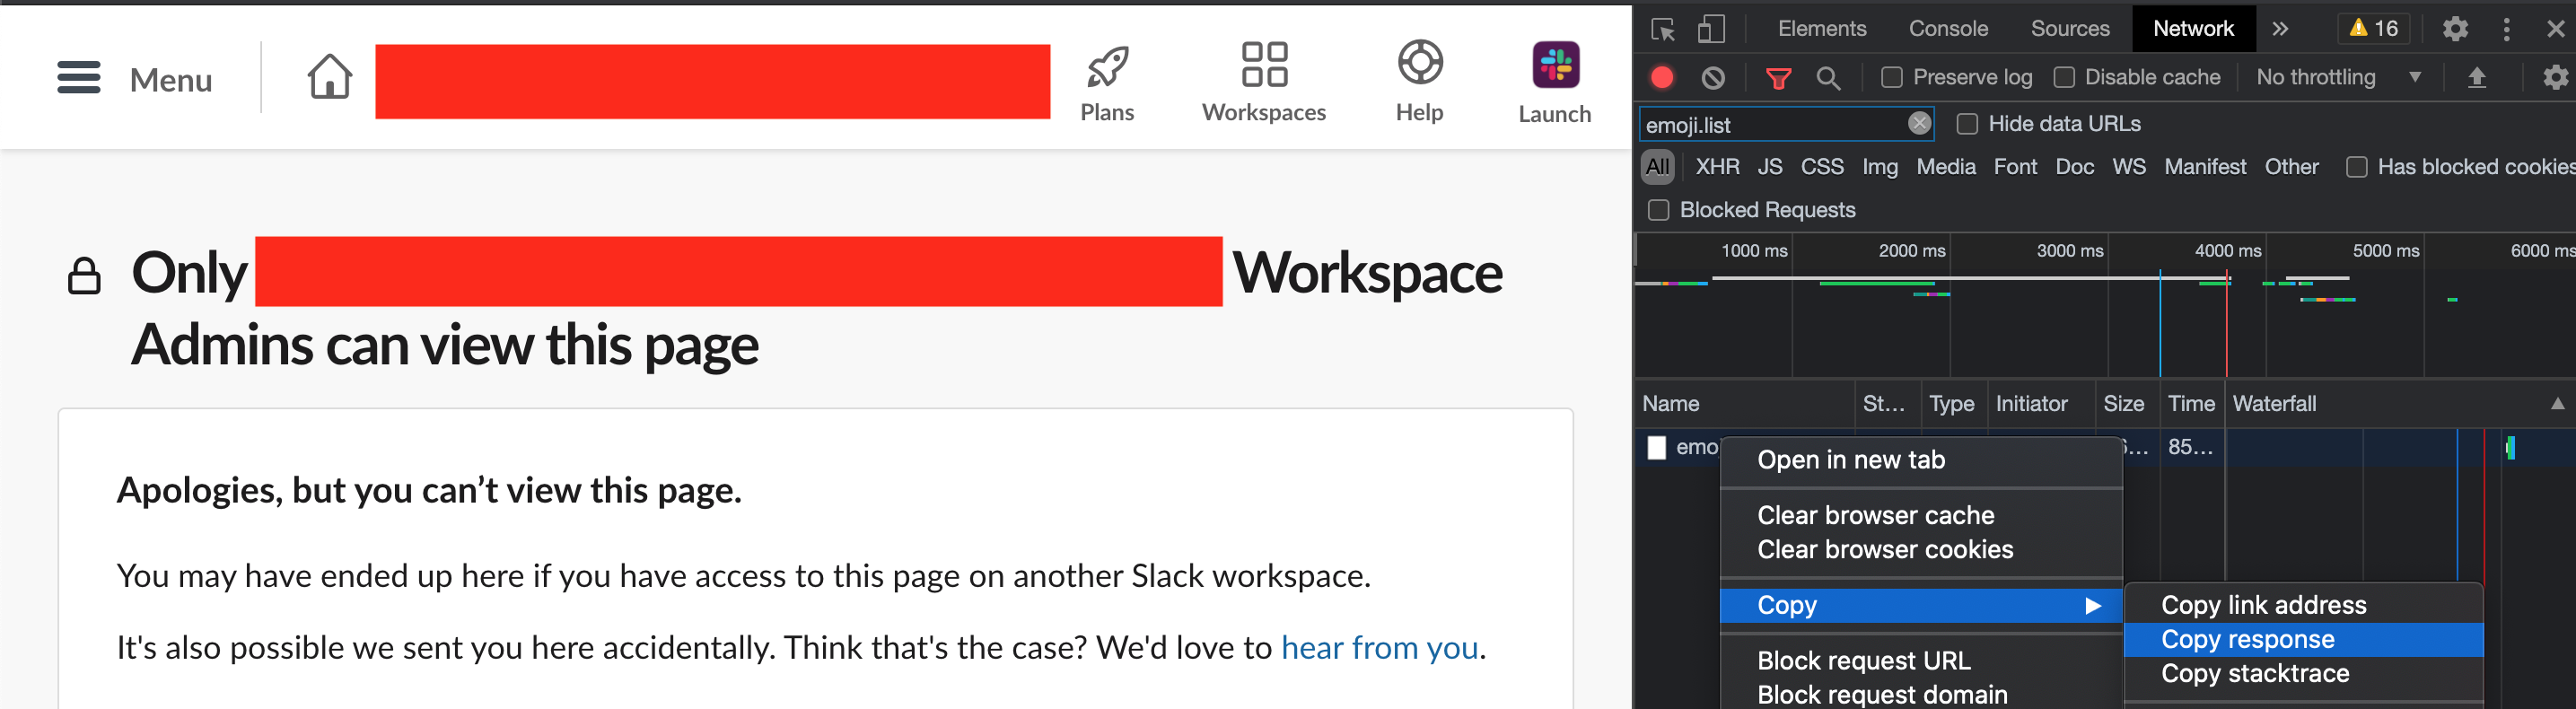 Menu
Plans
Workspaces
Help
Launch
Only
Workspace
Admins can view this page
Apologies, but you can’t view this page.
You may have ended up here if you have access to this page on another Slack workspace.
It's also possible we sent you here accidentally. Think that's the case? We'd love to hear from you.
Elements Console Sources Network » 16
Preserve log Disable cache No throttling
emoji.list Hide data URLs
All XHR JS CSS Img Media Font Doc WS Manifest Other Has blocked cookies
Blocked Requests
1000 ms 2000 ms 3000 ms 4000 ms 5000 ms 6000 ms
Name St... Type Initiator Size Time Waterfall
emo 85...
Open in new tab
Clear browser cache
Clear browser cookies
Copy
Block request URL
Block request domain
Copy link address
Copy response
Copy stacktrace